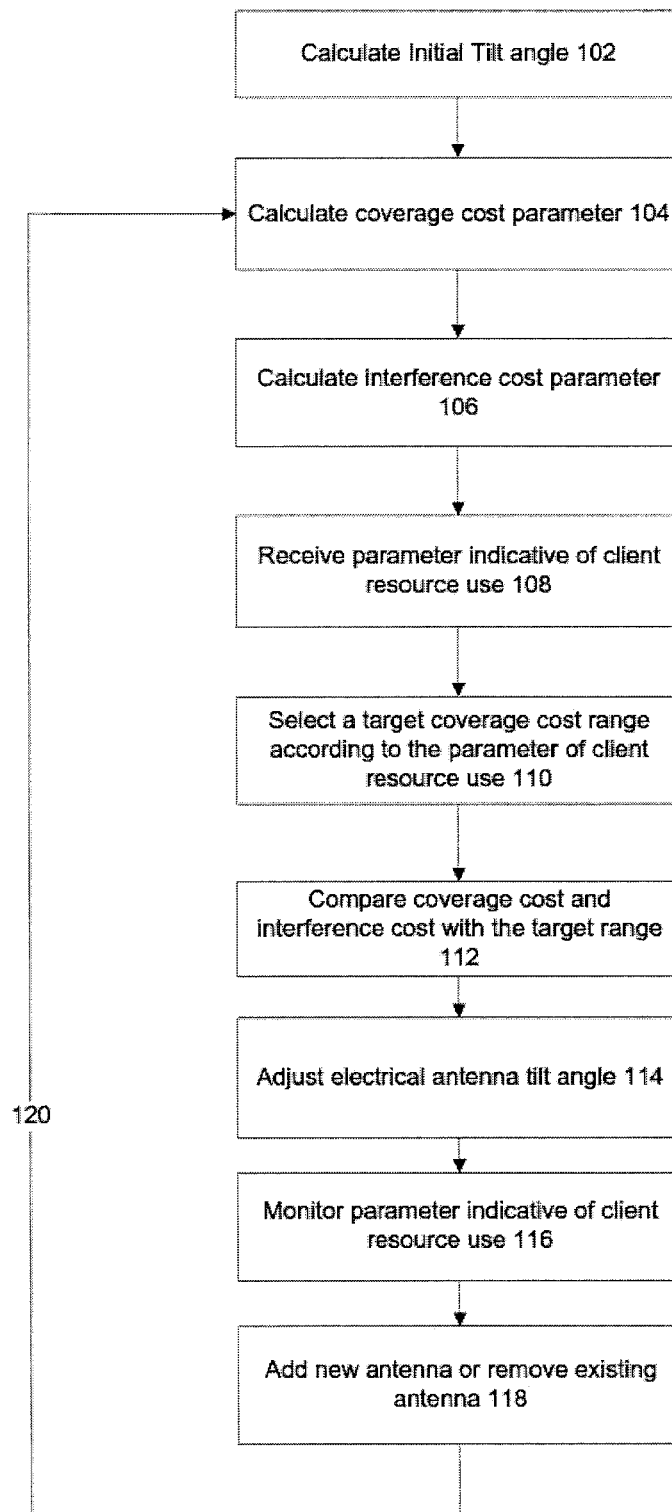 Calculate Initial Tilt angle 102
Calculate coverage cost parameter 104
Calculate interference cost parameter
106
Receive parameter indicative of client
resource use 108
Select a target coverage cost range
according to the parameter of client
resource use 110
Compare coverage cost and
interference cost with the target range
112
Adjust electrical antenna tilt angle 114
120
Monitor parameter indicative of client
resource use 116
Add new antenna or remove existing
antenna 118